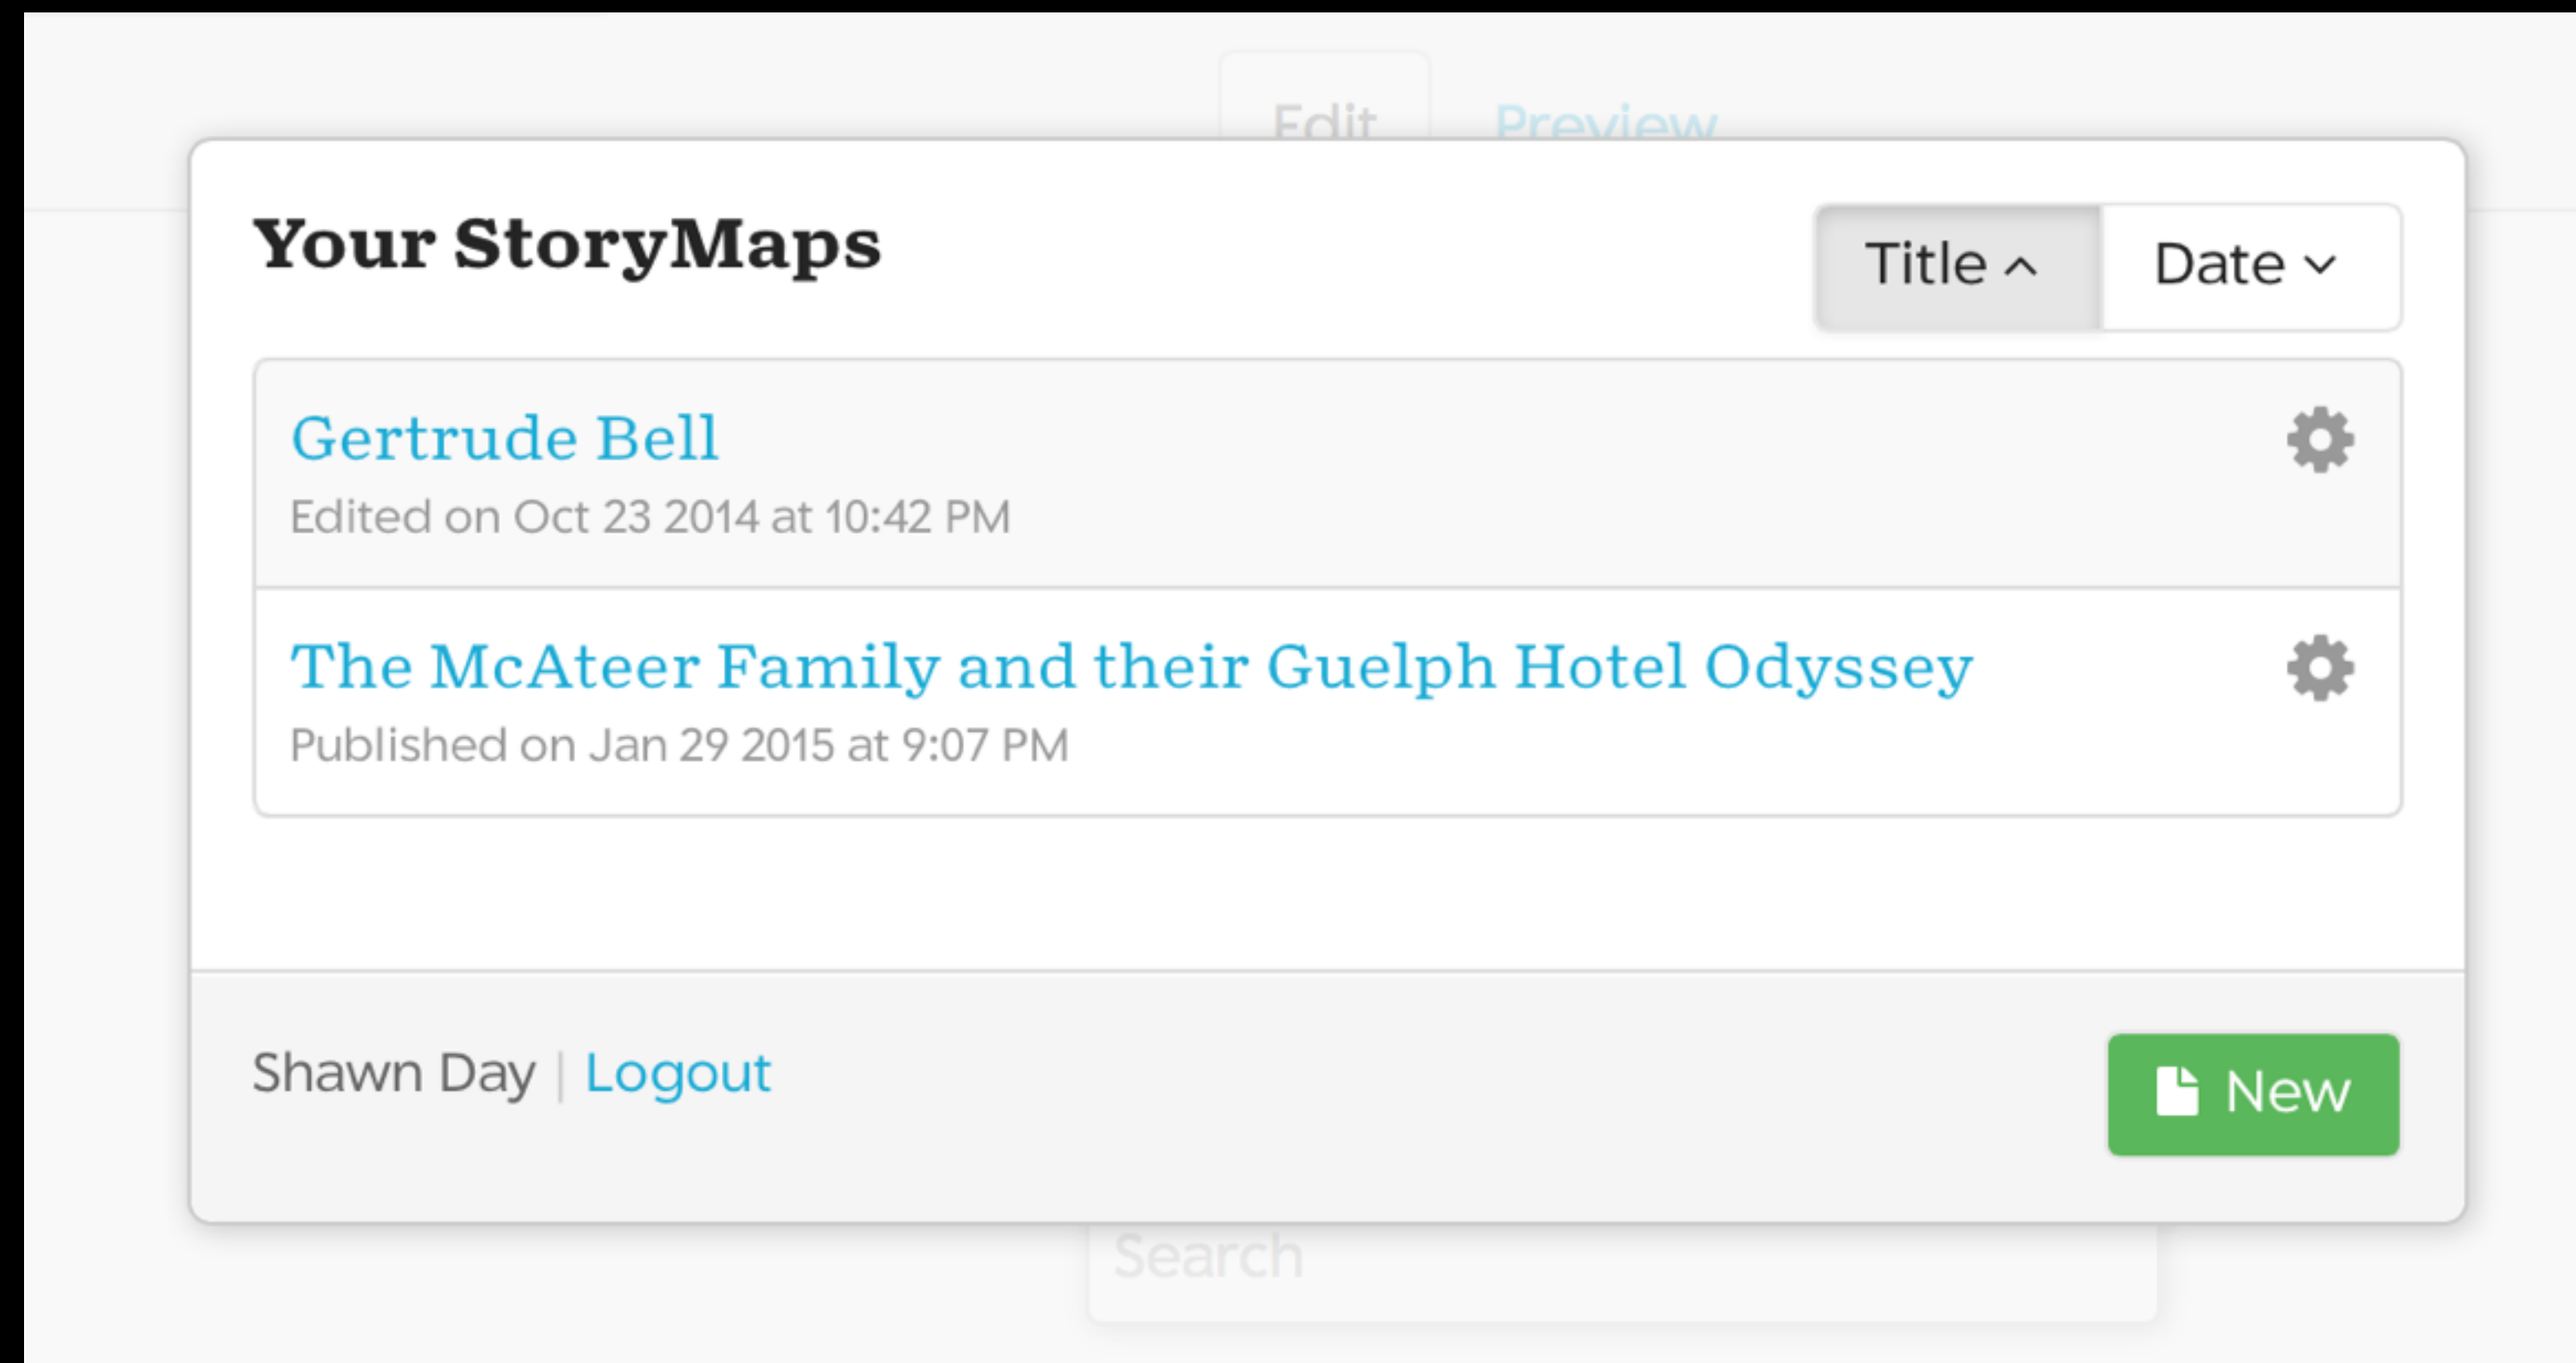 Edit Preview
Your StoryMaps
Title Date
Gertrude Bell
Edited on Oct 23 2014 at 10:42 PM
The McAteer Family and their Guelph Hotel Odyssey
Published on Jan 29 2015 at 9:07 PM
Shawn Day | Logout
New
Search